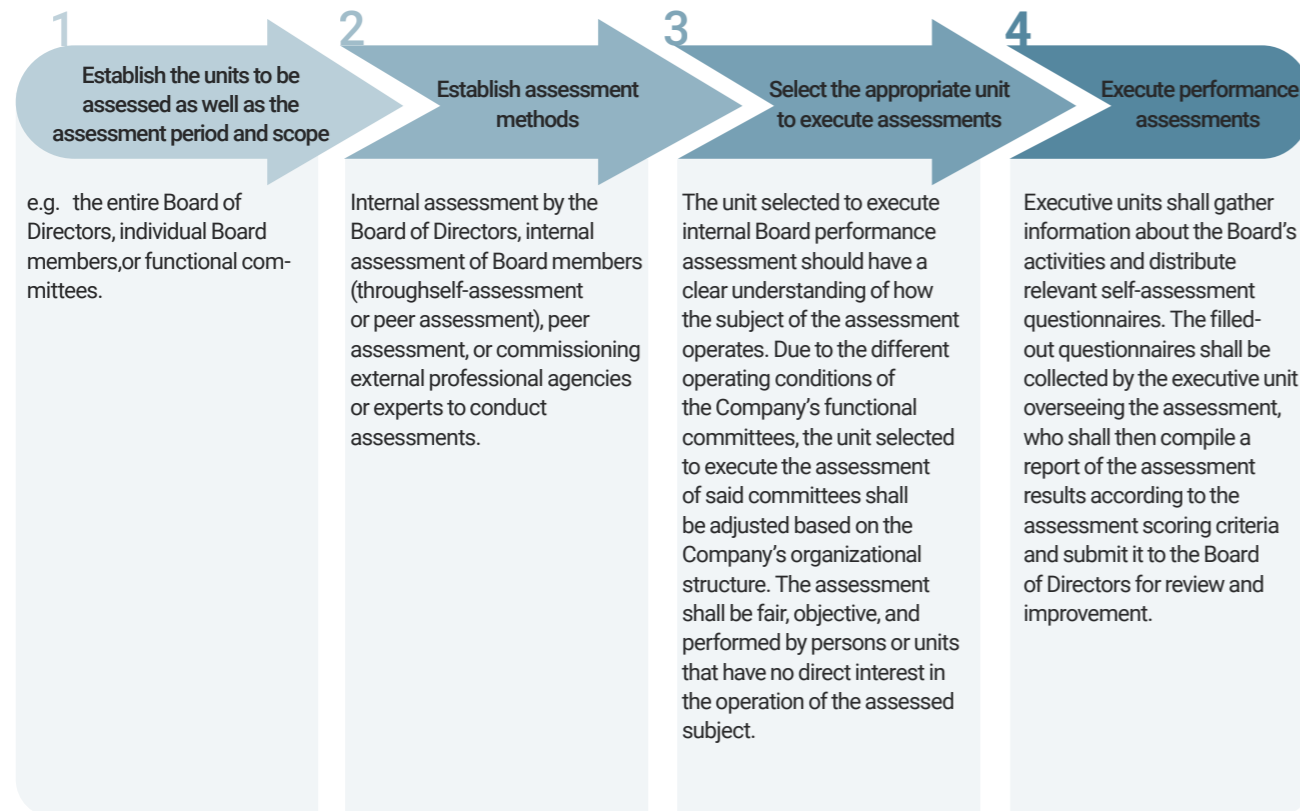 1
Establish the units to be
assessed as well as the
assessment period and scope
e.g. the entire Board of
Directors, individual Board
members,or functional com-
mittees.
2
Establish assessment
methods
Internal assessment by the
Board of Directors, internal
assessment of Board members
(throughself-assessment
or peer assessment), peer
assessment, or commissioning
external professional agencies
or experts to conduct
assessments.
3
Select the appropriate unit
to execute assessments
The unit selected to execute
internal Board performance
assessment should have a
clear understanding of how
the subject of the assessment
operates. Due to the different
operating conditions of
the Company’s functional
committees, the unit selected
to execute the assessment
of said committees shall
be adjusted based on the
Company’s organizational
structure. The assessment
shall be fair, objective, and
performed by persons or units
that have no direct interest in
the operation of the assessed
subject.
4
Execute performance
assessments
Executive units shall gather
information about the Board’s
activities and distribute
relevant self-assessment
questionnaires. The filled-
out questionnaires shall be
collected by the executive unit
overseeing the assessment,
who shall then compile a
report of the assessment
results according to the
assessment scoring criteria
and submit it to the Board
of Directors for review and
improvement.